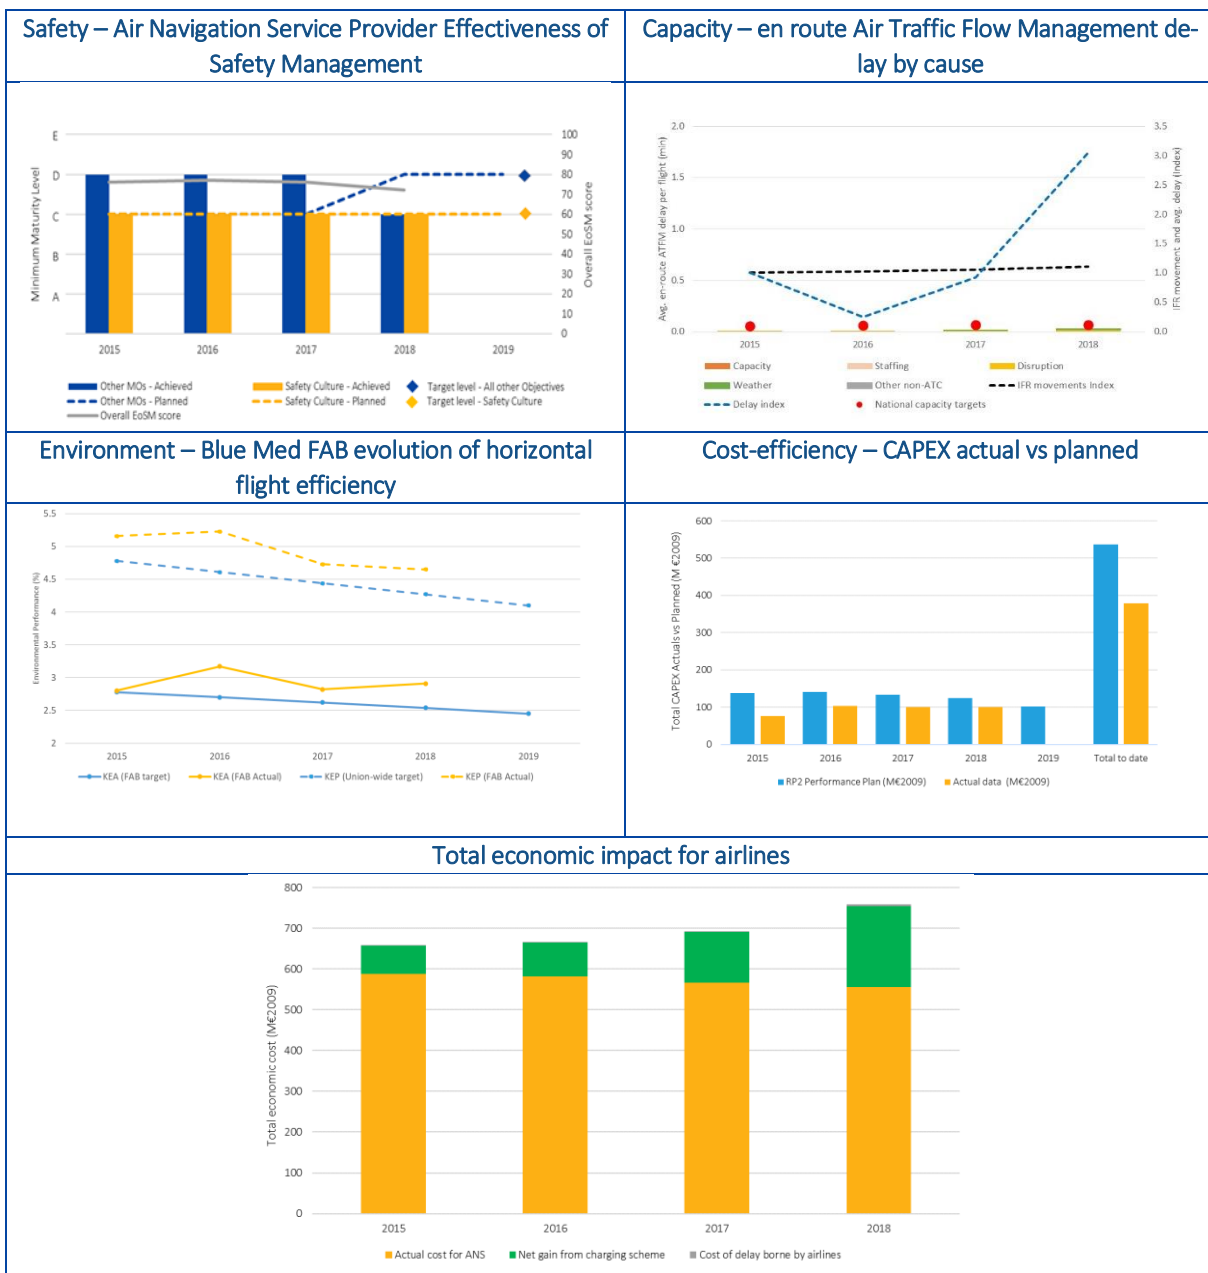 Safety – Air Navigation Service Provider Effectiveness of
Safety Management
Capacity – en route Air Traffic Flow Management de-
lay by cause
E
D
C
B
A
Minimum Maturity Level
100
90
80
70
60
50
40
30
20
10
0
Overall EoSM score
2015 2016 2017 2018 2019
Other MOs - Achieved Safety Culture - Achieved Target level - All other Objectives
Other MOs - Planned Safety Culture - Planned Target level - Safety Culture
Overall EoSM score
2.0
1.5
1.0
0.5
0.0
Avg. en-route ATFM delay per flight (min)
3.5
3.0
2.5
2.0
1.5
1.0
0.5
0.0
IFR movement and avg. delay (Index)
2015 2016 2017 2018
Capacity Staffing Disruption
Weather Other non-ATC IFR movements Index
Delay index National capacity targets
Environment – Blue Med FAB evolution of horizontal
flight efficiency
Cost-efficiency – CAPEX actual vs planned
5.5
5
4.5
4
3.5
3
2.5
2
Environmental Performance (%)
2015 2016 2017 2018 2019
KEA (FAB target) KEA (FAB Actual) KEP (Union-wide target) KEP (FAB Actual)
600
500
400
300
200
100
0
Total CAPEX Actuals vs Planned (M €2009)
2015 2016 2017 2018 2019 Total to date
RP2 Performance Plan (M€2009) Actual data (M€2009)
Total economic impact for airlines
800
700
600
500
400
300
200
100
0
Total economic cost (M€2009)
2015 2016 2017 2018
Actual cost for ANS Net gain from charging scheme Cost of delay borne by airlines